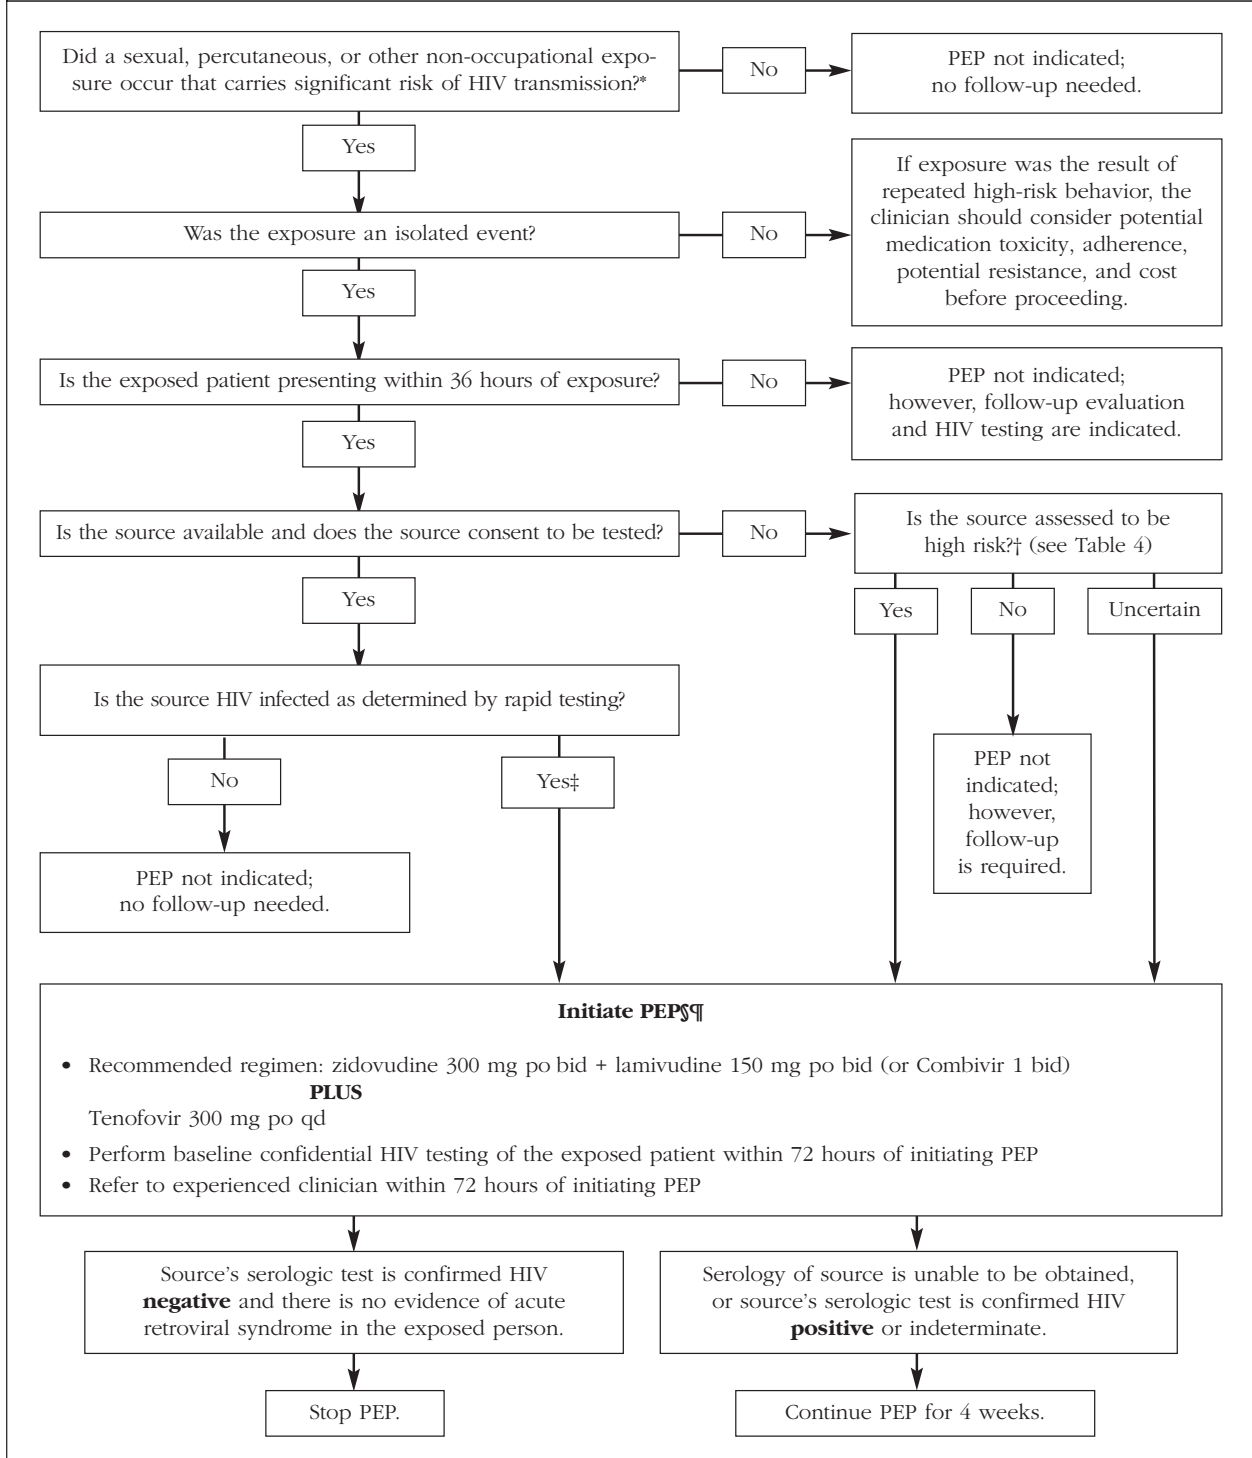 Did a sexual, percutaneous, or other non-occupational expo-
sure occur that carries significant risk of HIV transmission?*
No
PEP not indicated;
no follow-up needed.
Yes
Was the exposure an isolated event?
No
If exposure was the result of
repeated high-risk behavior, the
clinician should consider potential
medication toxicity, adherence,
potential resistance, and cost
before proceeding.
Yes
Is the exposed patient presenting within 36 hours of exposure?
No
PEP not indicated;
however, follow-up evaluation
and HIV testing are indicated.
Yes
Is the source available and does the source consent to be tested?
No
Is the source assessed to be
high risk?† (see Table 4)
Yes
Yes
No
Uncertain
Is the source HIV infected as determined by rapid testing?
No
Yes‡
PEP not
indicated;
however,
follow-up
is required.
PEP not indicated;
no follow-up needed.
Initiate PEP§¶
• Recommended regimen: zidovudine 300 mg po bid + lamivudine 150 mg po bid (or Combivir 1 bid)
PLUS
Tenofovir 300 mg po qd
• Perform baseline confidential HIV testing of the exposed patient within 72 hours of initiating PEP
• Refer to experienced clinician within 72 hours of initiating PEP
Source's serologic test is confirmed HIV
negative and there is no evidence of acute
retroviral syndrome in the exposed person.
Serology of source is unable to be obtained,
or source's serologic test is confirmed HIV
positive or indeterminate.
Stop PEP.
Continue PEP for 4 weeks.